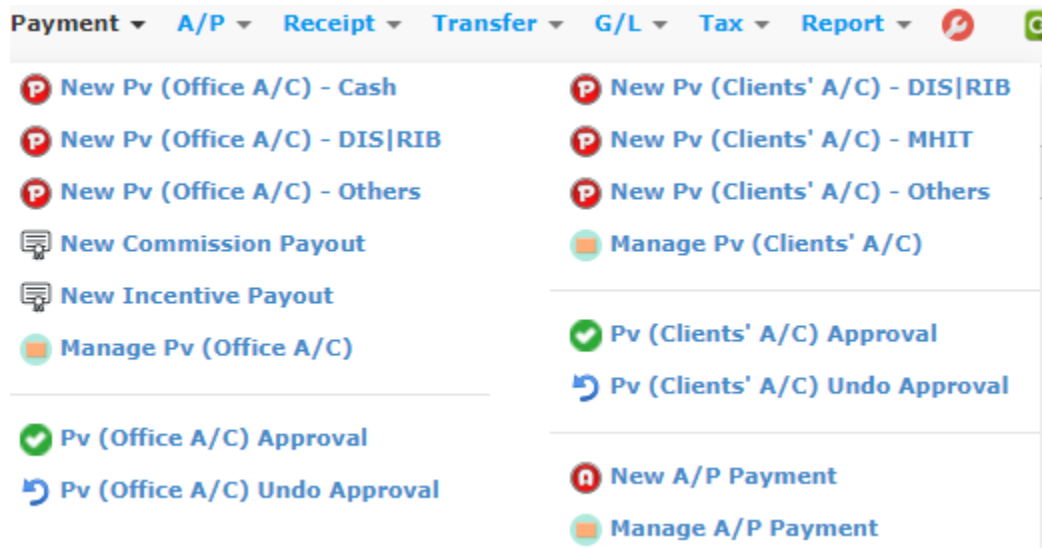 Payment A/P Receipt Transfer G/L Tax Report
New Pv (Office A/C) - Cash
New Pv (Office A/C) - DIS|RIB
New Pv (Office A/C) - Others
New Commission Payout
New Incentive Payout
Manage Pv (Office A/C)
Pv (Office A/C) Approval
Pv (Office A/C) Undo Approval
New Pv (Clients' A/C) - DIS|RIB
New Pv (Clients' A/C) - MHIT
New Pv (Clients' A/C) - Others
Manage Pv (Clients' A/C)
Pv (Clients' A/C) Approval
Pv (Clients' A/C) Undo Approval
New A/P Payment
Manage A/P Payment